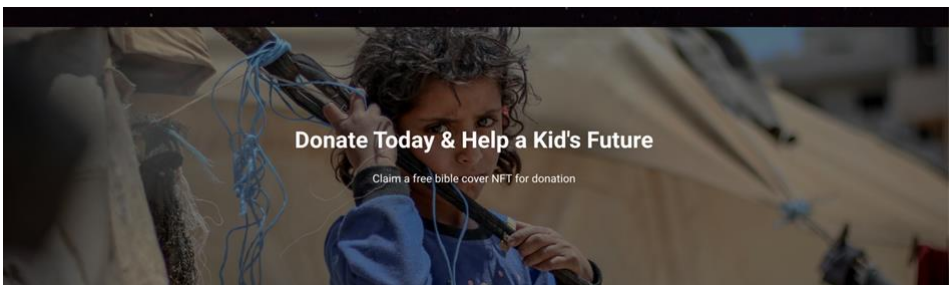 Donate Today & Help a Kid's Future
Claim a free bible cover NFT for donation